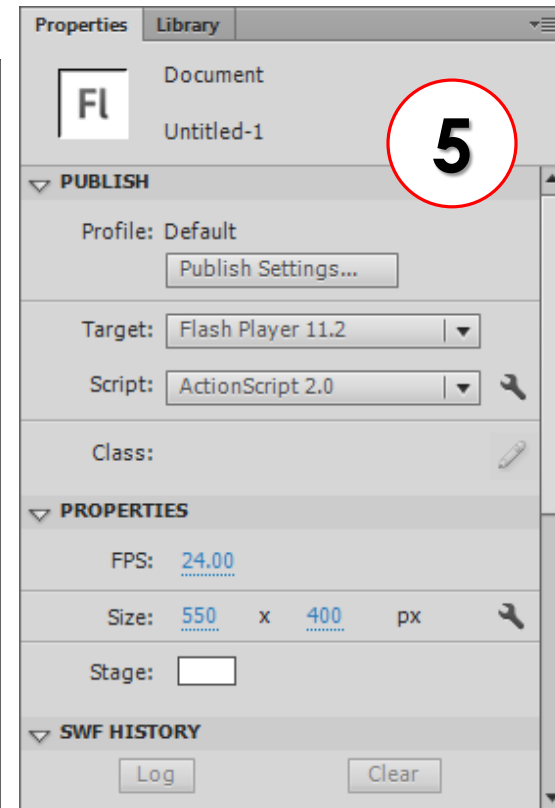 Properties Library
Fl
Document
Untitled-1
5
PUBLISH
Profile: Default
Publish Settings...
Target: Flash Player 11.2
Script: ActionScript 2.0
Class:
PROPERTIES
FPS: 24.00
Size: 550 x 400 px
Stage:
SWF HISTORY
Log Clear